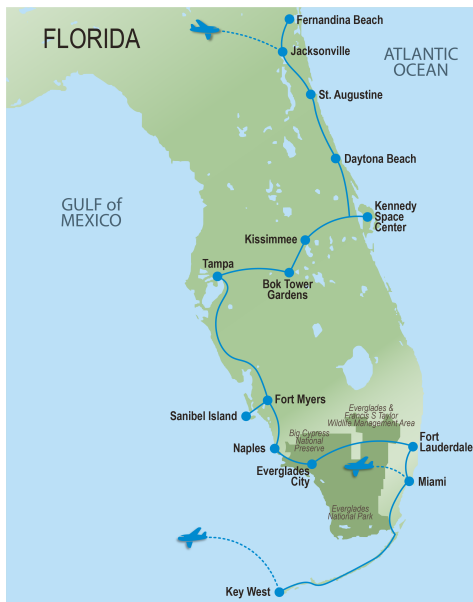 Fernandina Beach
FLORIDA
Jacksonville
ATLANTIC
OCEAN
St. Augustine
Daytona Beach
GULF of
MEXICO
Kennedy
Space
Center
Kissimmee
Tampa
Bok Tower
Gardens
Fort Myers
Sanibel Island
Everglades &
Francis S Taylor
Wildlife Management Area
Big Cypress
National
Preserve
Fort
Lauderdale
Naples
Everglades
City
Miami
Everglades
National Park
Key West